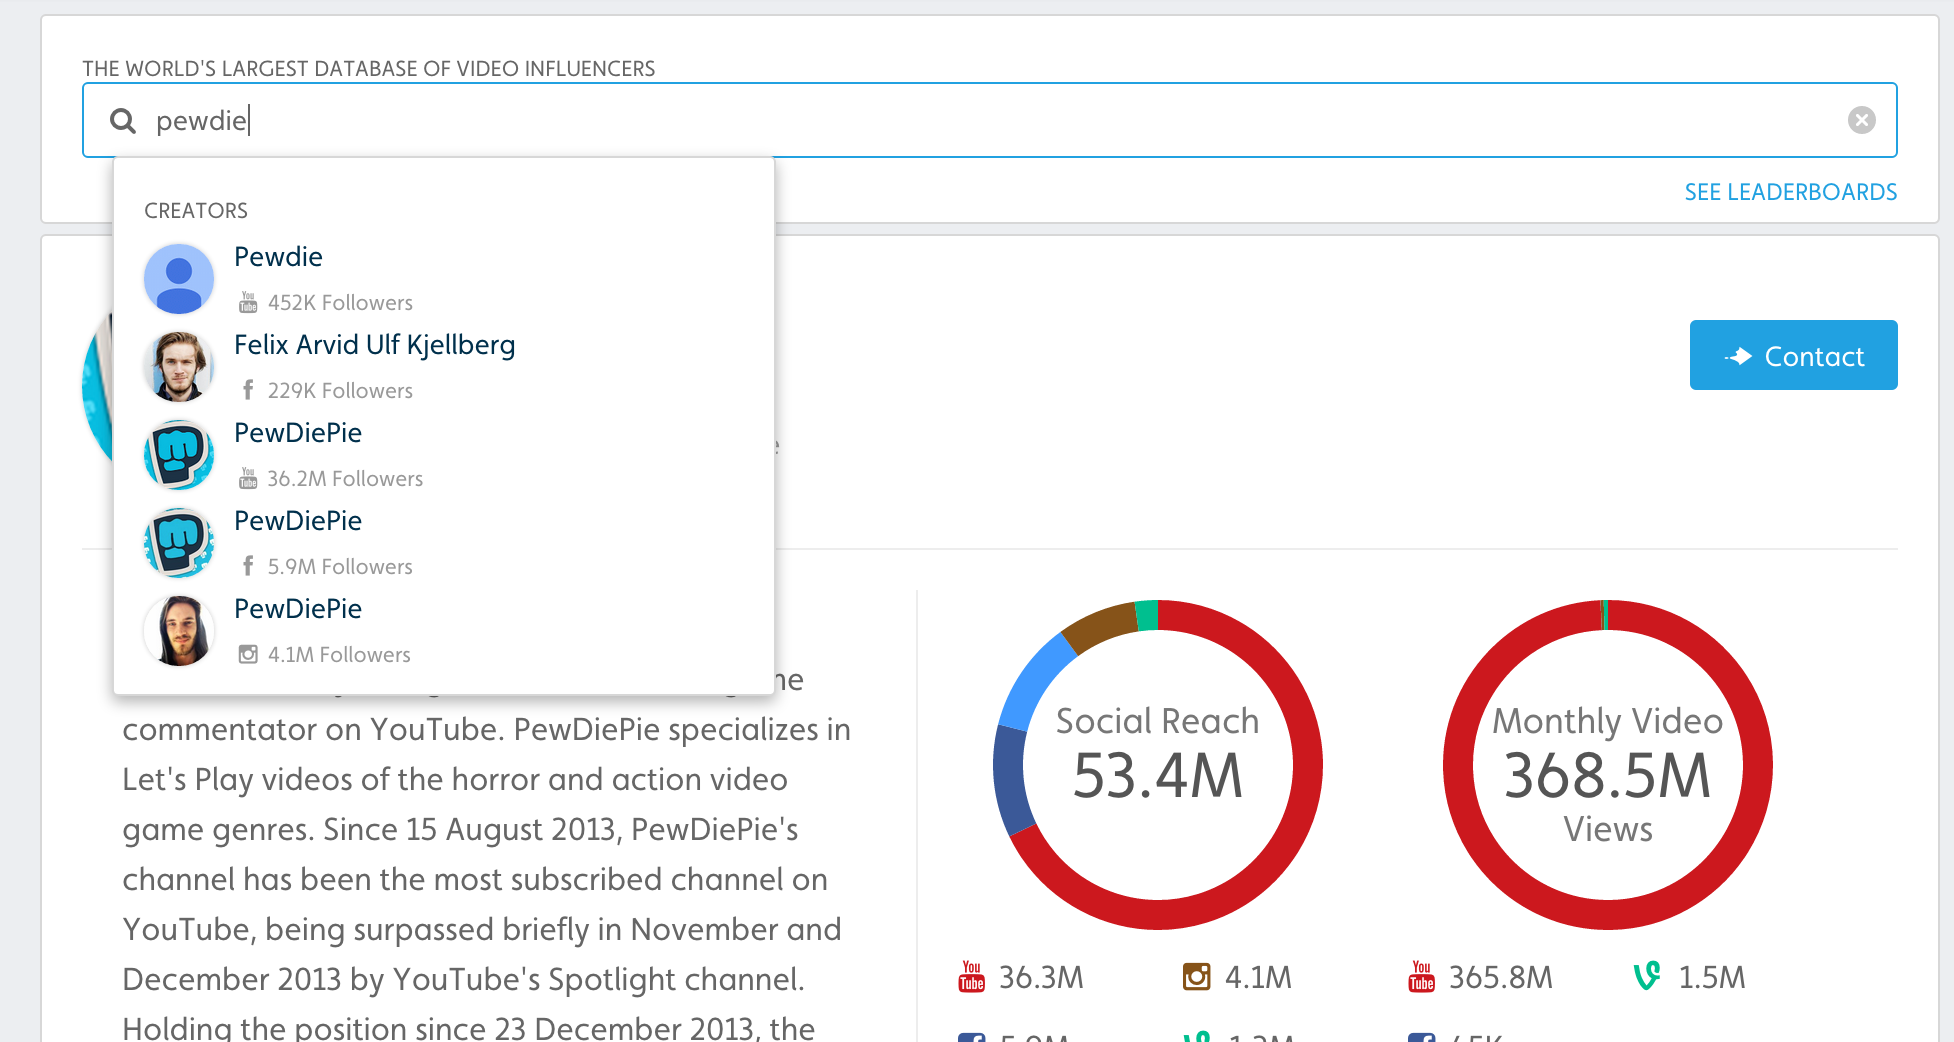 THE WORLD'S LARGEST DATABASE OF VIDEO INFLUENCERS
pewdie
SEE LEADERBOARDS
CREATORS
Pewdie
You Tube 452K Followers
Felix Arvid Ulf Kjellberg
f 229K Followers
PewDiePie
You Tube 36.2M Followers
PewDiePie
f 5.9M Followers
PewDiePie
4.1M Followers
Contact
commentator on YouTube. PewDiePie specializes in
Let's Play videos of the horror and action video
game genres. Since 15 August 2013, PewDiePie's
channel has been the most subscribed channel on
YouTube, being surpassed briefly in November and
December 2013 by YouTube's Spotlight channel.
Holding the position since 23 December 2013, the
Social Reach
53.4M
You Tube 36.3M
4.1M
Monthly Video
368.5M
Views
You Tube 365.8M
1.5M